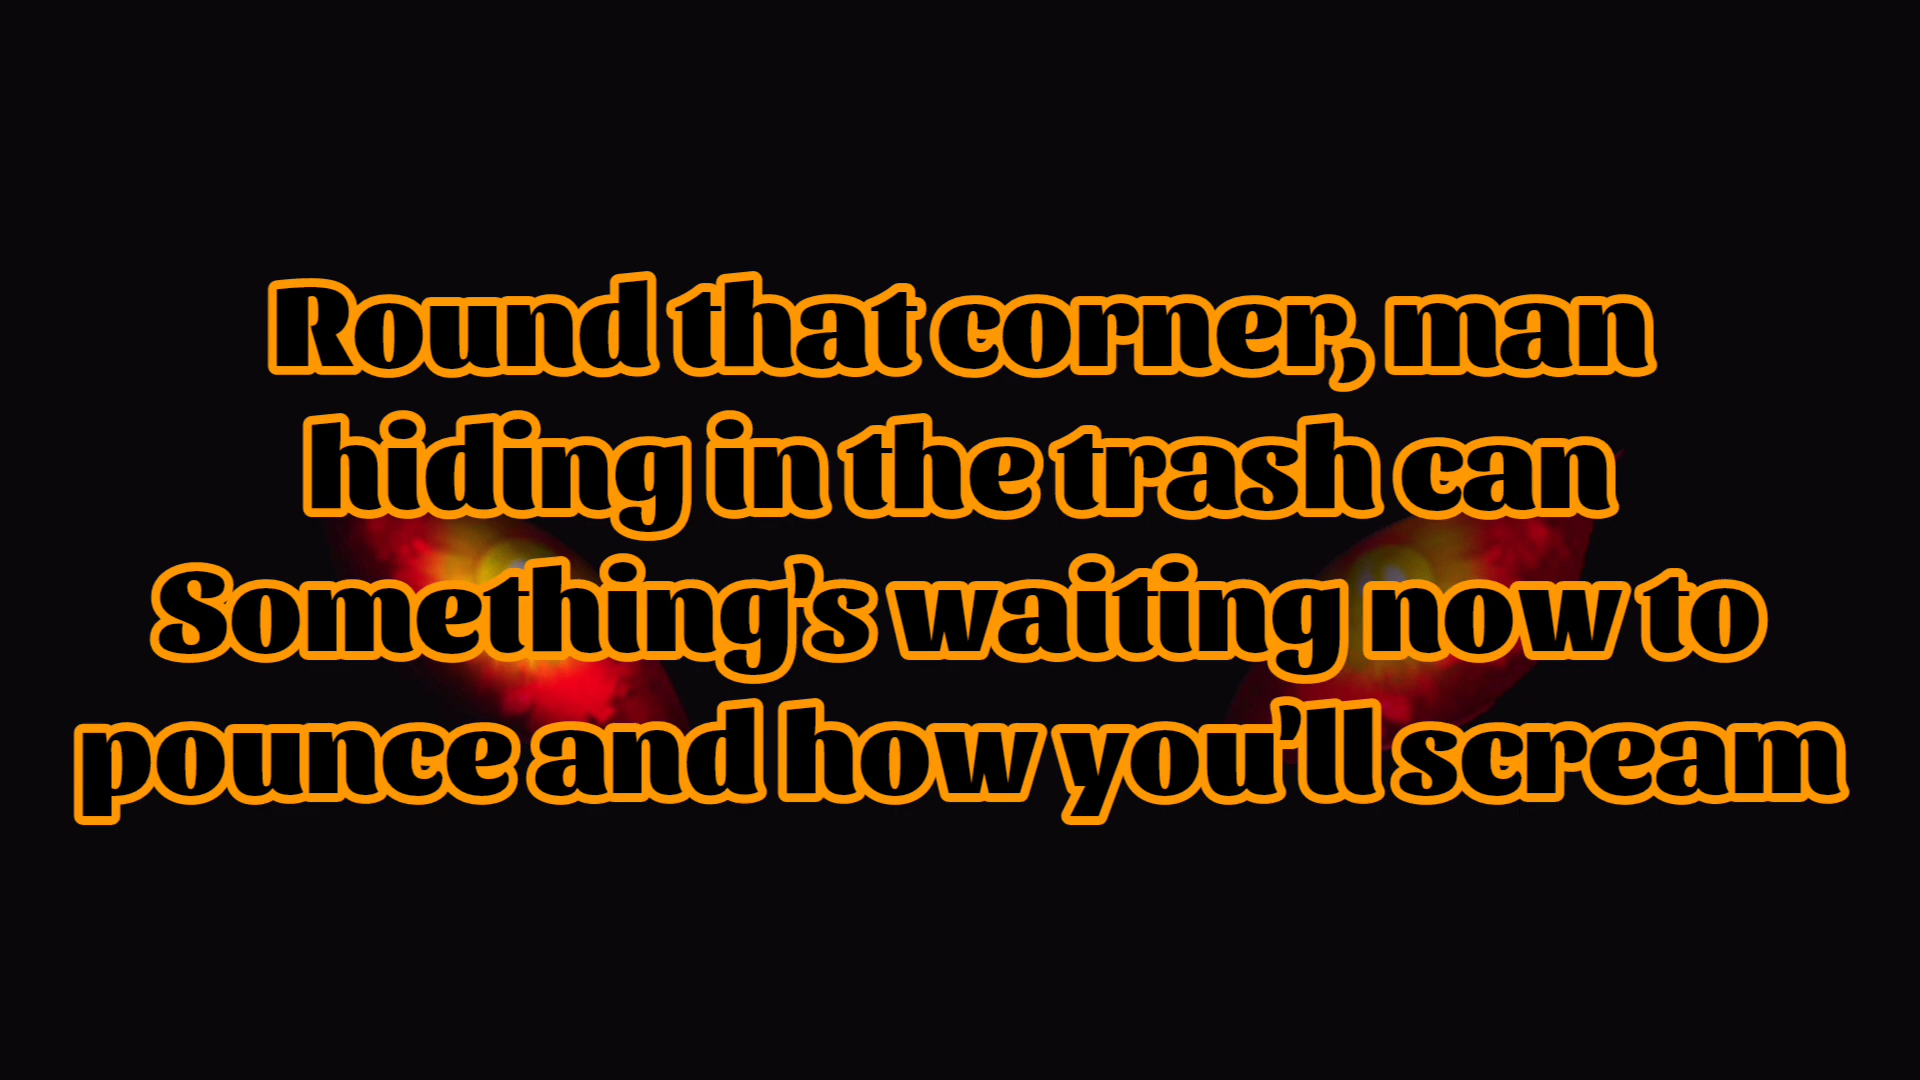 Round that corner, man
hiding in the trash can
Something's waiting now to
pounce and how you'll scream